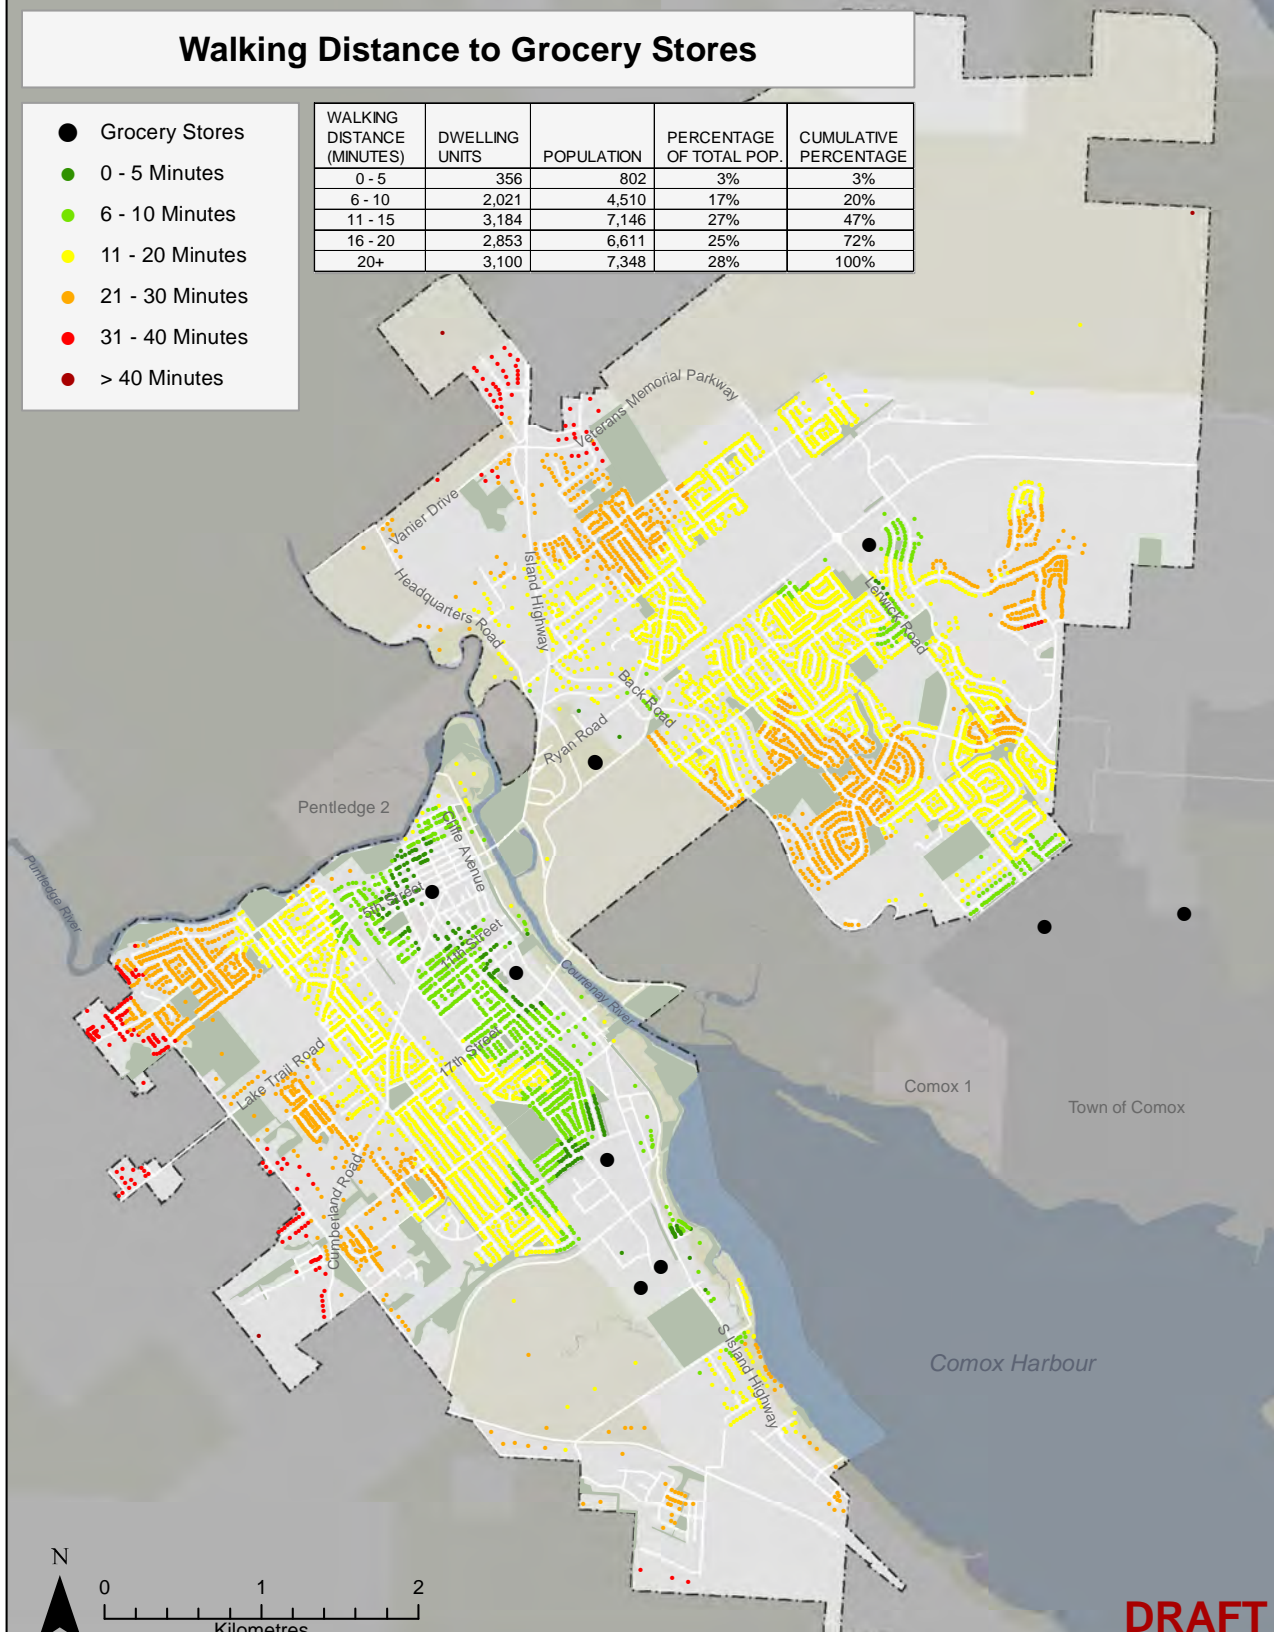 Walking Distance to Grocery Stores
Grocery Stores
0 - 5 Minutes
6 - 10 Minutes
11 - 20 Minutes
21 - 30 Minutes
31 - 40 Minutes
> 40 Minutes
WALKING DISTANCE (MINUTES) DWELLING UNITS POPULATION PERCENTAGE OF TOTAL POP. CUMULATIVE PERCENTAGE
0 - 5 356 802 3% 3%
6 - 10 2,021 4,510 17% 20%
11 - 15 3,184 7,146 27% 47%
16 - 20 2,853 6,611 25% 72%
20+ 3,100 7,348 28% 100%
Veterans Memorial Parkway
Vanier Drive
Island Highway
Headquarters Road
Lerwick Road
Back Road
Ryan Road
Pentledge 2
Cliffe Avenue
Puntledge River
5th Street
11th Street
Courtenay River
17th Street
Lake Trail Road
Comox 1
Town of Comox
Cumberland Road
S Island Highway
Comox Harbour
N
0 1 2
Kilometres
DRAFT